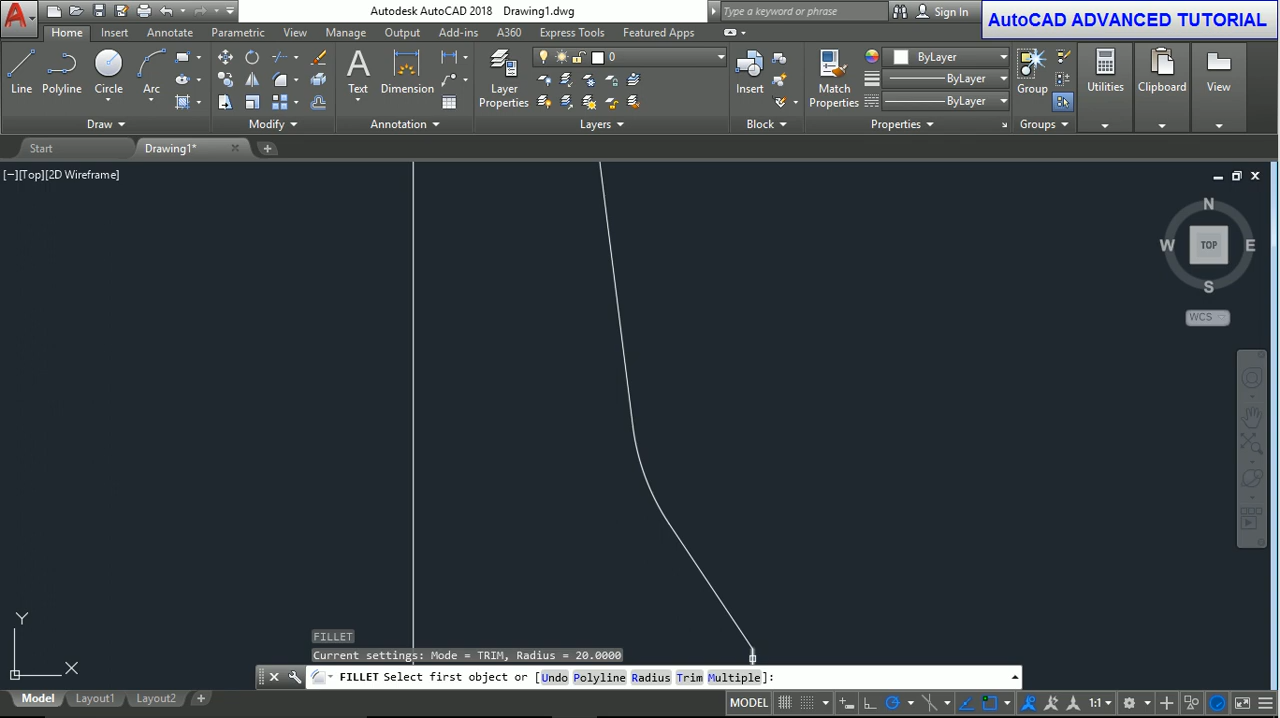 Autodesk AutoCAD 2018 Drawing1.dwg
Type a keyword or phrase
Sign In
AutoCAD ADVANCED TUTORIAL
Home Insert Annotate Parametric View Manage Output Add-ins A360 Express Tools Featured Apps
0
ByLayer
ByLayer
ByLayer
Line Polyline Circle Arc
Text Dimension
Layer
Properties
Insert
Match
Properties
Group
Utilities
Clipboard
View
Draw Modify Annotation Layers Block Properties Groups
Start Drawing1*
[−][Top][2D Wireframe]
N
W TOP E
S
WCS
Y
X
FILLET
Current settings: Mode = TRIM, Radius = 20.0000
FILLET Select first object or [Undo Polyline Radius Trim Multiple]:
Model Layout1 Layout2
MODEL
1:1